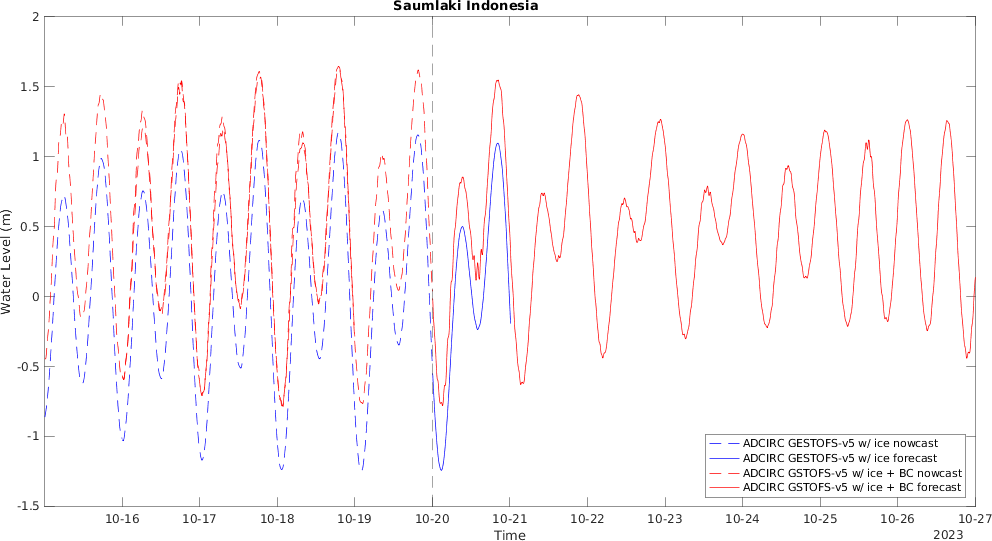 Saumlaki Indonesia
2
1.5
1
0.5
0
-0.5
-1
-1.5
Water Level (m)
10-16 10-17 10-18 10-19 10-20 10-21 10-22 10-23 10-24 10-25 10-26 10-27
Time
2023
ADCIRC GESTOFS-v5 w/ ice nowcast
ADCIRC GESTOFS-v5 w/ ice forecast
ADCIRC GSTOFS-v5 w/ ice + BC nowcast
ADCIRC GSTOFS-v5 w/ ice + BC forecast